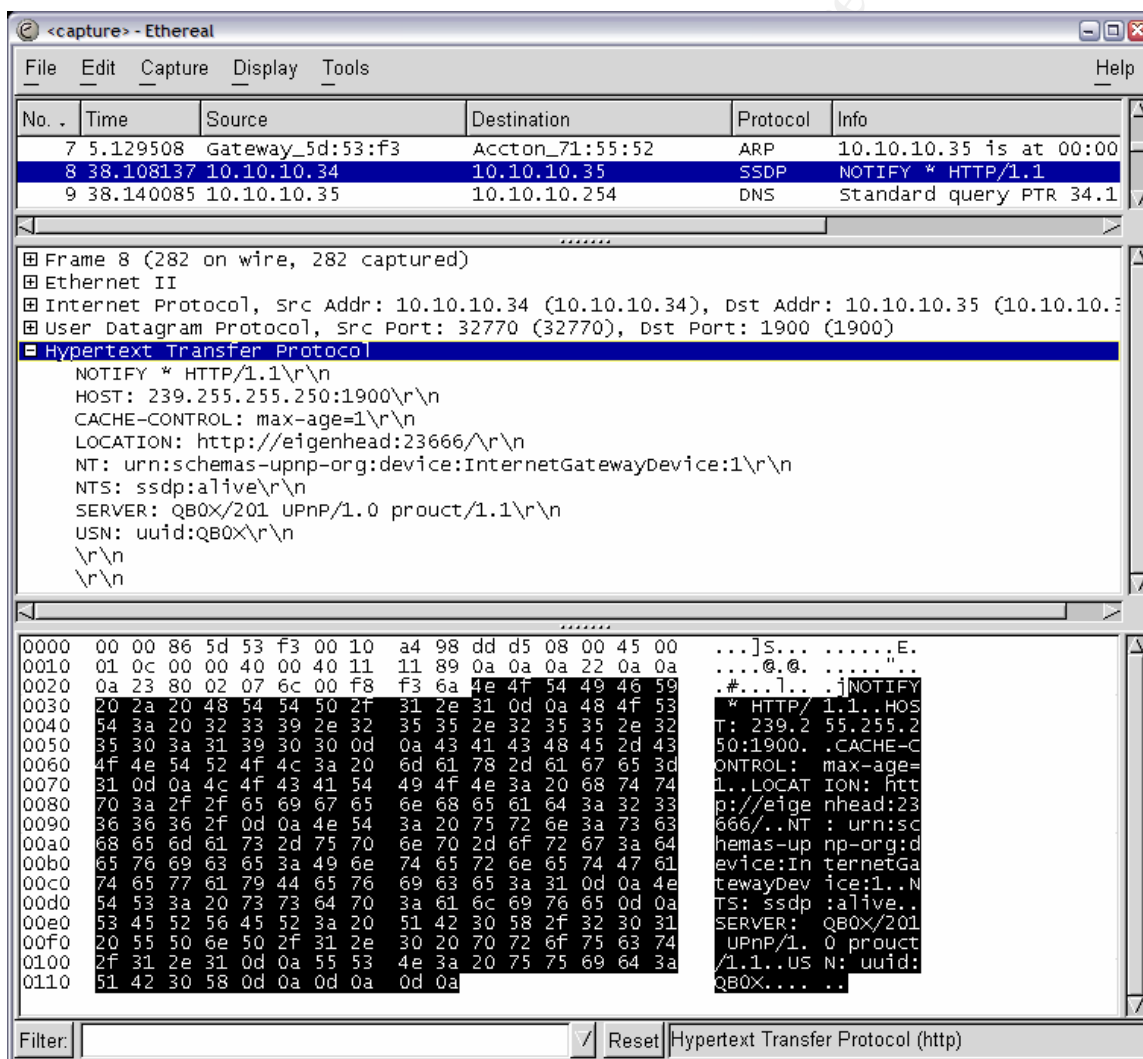 <capture> - Ethereal
File Edit Capture Display Tools Help
No. . Time Source Destination Protocol Info
7 5.129508 Gateway_5d:53:f3 Accton_71:55:52 ARP 10.10.10.35 is at 00:00
8 38.108137 10.10.10.34 10.10.10.35 SSDP NOTIFY * HTTP/1.1
9 38.140085 10.10.10.35 10.10.10.254 DNS Standard query PTR 34.1
Frame 8 (282 on wire, 282 captured)
Ethernet II
Internet Protocol, Src Addr: 10.10.10.34 (10.10.10.34), Dst Addr: 10.10.10.35 (10.10.10.3
User Datagram Protocol, Src Port: 32770 (32770), Dst Port: 1900 (1900)
Hypertext Transfer Protocol
NOTIFY * HTTP/1.1\r\n
HOST: 239.255.255.250:1900\r\n
CACHE-CONTROL: max-age=1\r\n
LOCATION: http://eigenhead:23666/\r\n
NT: urn:schemas-upnp-org:device:InternetGatewayDevice:1\r\n
NTS: ssdp:alive\r\n
SERVER: QB0X/201 UPnP/1.0 prouct/1.1\r\n
USN: uuid:QB0X\r\n
\r\n
\r\n
0000 00 00 86 5d 53 f3 00 10 a4 98 dd d5 08 00 45 00 ...]S... ......E.
0010 01 0c 00 00 40 00 40 11 11 89 0a 0a 0a 22 0a 0a ....@.@. ....."..
0020 0a 23 80 02 07 6c 00 f8 f3 6a 4e 4f 54 49 46 59 .#...l.. .jNOTIFY
0030 20 2a 20 48 54 54 50 2f 31 2e 31 0d 0a 48 4f 53 * HTTP/ 1.1..HOS
0040 54 3a 20 32 33 39 2e 32 35 35 2e 32 35 35 2e 32 T: 239.2 55.255.2
0050 35 30 3a 31 39 30 30 0d 0a 43 41 43 48 45 2d 43 50:1900. .CACHE-C
0060 4f 4e 54 52 4f 4c 3a 20 6d 61 78 2d 61 67 65 3d ONTROL: max-age=
0070 31 0d 0a 4c 4f 43 41 54 49 4f 4e 3a 20 68 74 74 1..LOCAT ION: htt
0080 70 3a 2f 2f 65 69 67 65 6e 68 65 61 64 3a 32 33 p://eige nhead:23
0090 36 36 36 2f 0d 0a 4e 54 3a 20 75 72 6e 3a 73 63 666/..NT : urn:sc
00a0 68 65 6d 61 73 2d 75 70 6e 70 2d 6f 72 67 3a 64 hemas-up np-org:d
00b0 65 76 69 63 65 3a 49 6e 74 65 72 6e 65 74 47 61 evice:In ternetGa
00c0 74 65 77 61 79 44 65 76 69 63 65 3a 31 0d 0a 4e tewayDev ice:1..N
00d0 54 53 3a 20 73 73 64 70 3a 61 6c 69 76 65 0d 0a TS: ssdp :alive..
00e0 53 45 52 56 45 52 3a 20 51 42 30 58 2f 32 30 31 SERVER: QB0X/201
00f0 20 55 50 6e 50 2f 31 2e 30 20 70 72 6f 75 63 74 UPnP/1. 0 prouct
0100 2f 31 2e 31 0d 0a 55 53 4e 3a 20 75 75 69 64 3a /1.1..US N: uuid:
0110 51 42 30 58 0d 0a 0d 0a 0d 0a QB0X.... ..
Filter: Reset Hypertext Transfer Protocol (http)